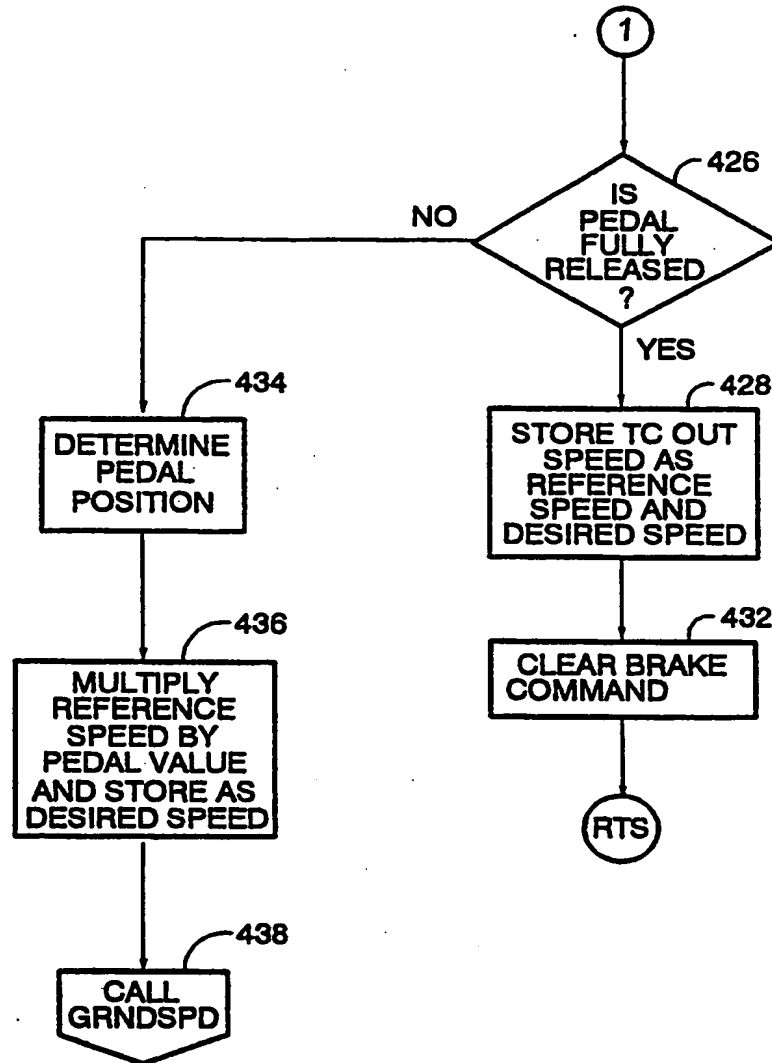 1
426
IS
PEDAL
FULLY
RELEASED
?
NO
YES
434
DETERMINE
PEDAL
POSITION
428
STORE TC OUT
SPEED AS
REFERENCE
SPEED AND
DESIRED SPEED
436
MULTIPLY
REFERENCE
SPEED BY
PEDAL VALUE
AND STORE AS
DESIRED SPEED
432
CLEAR BRAKE
COMMAND
RTS
438
CALL
GRNDSPD